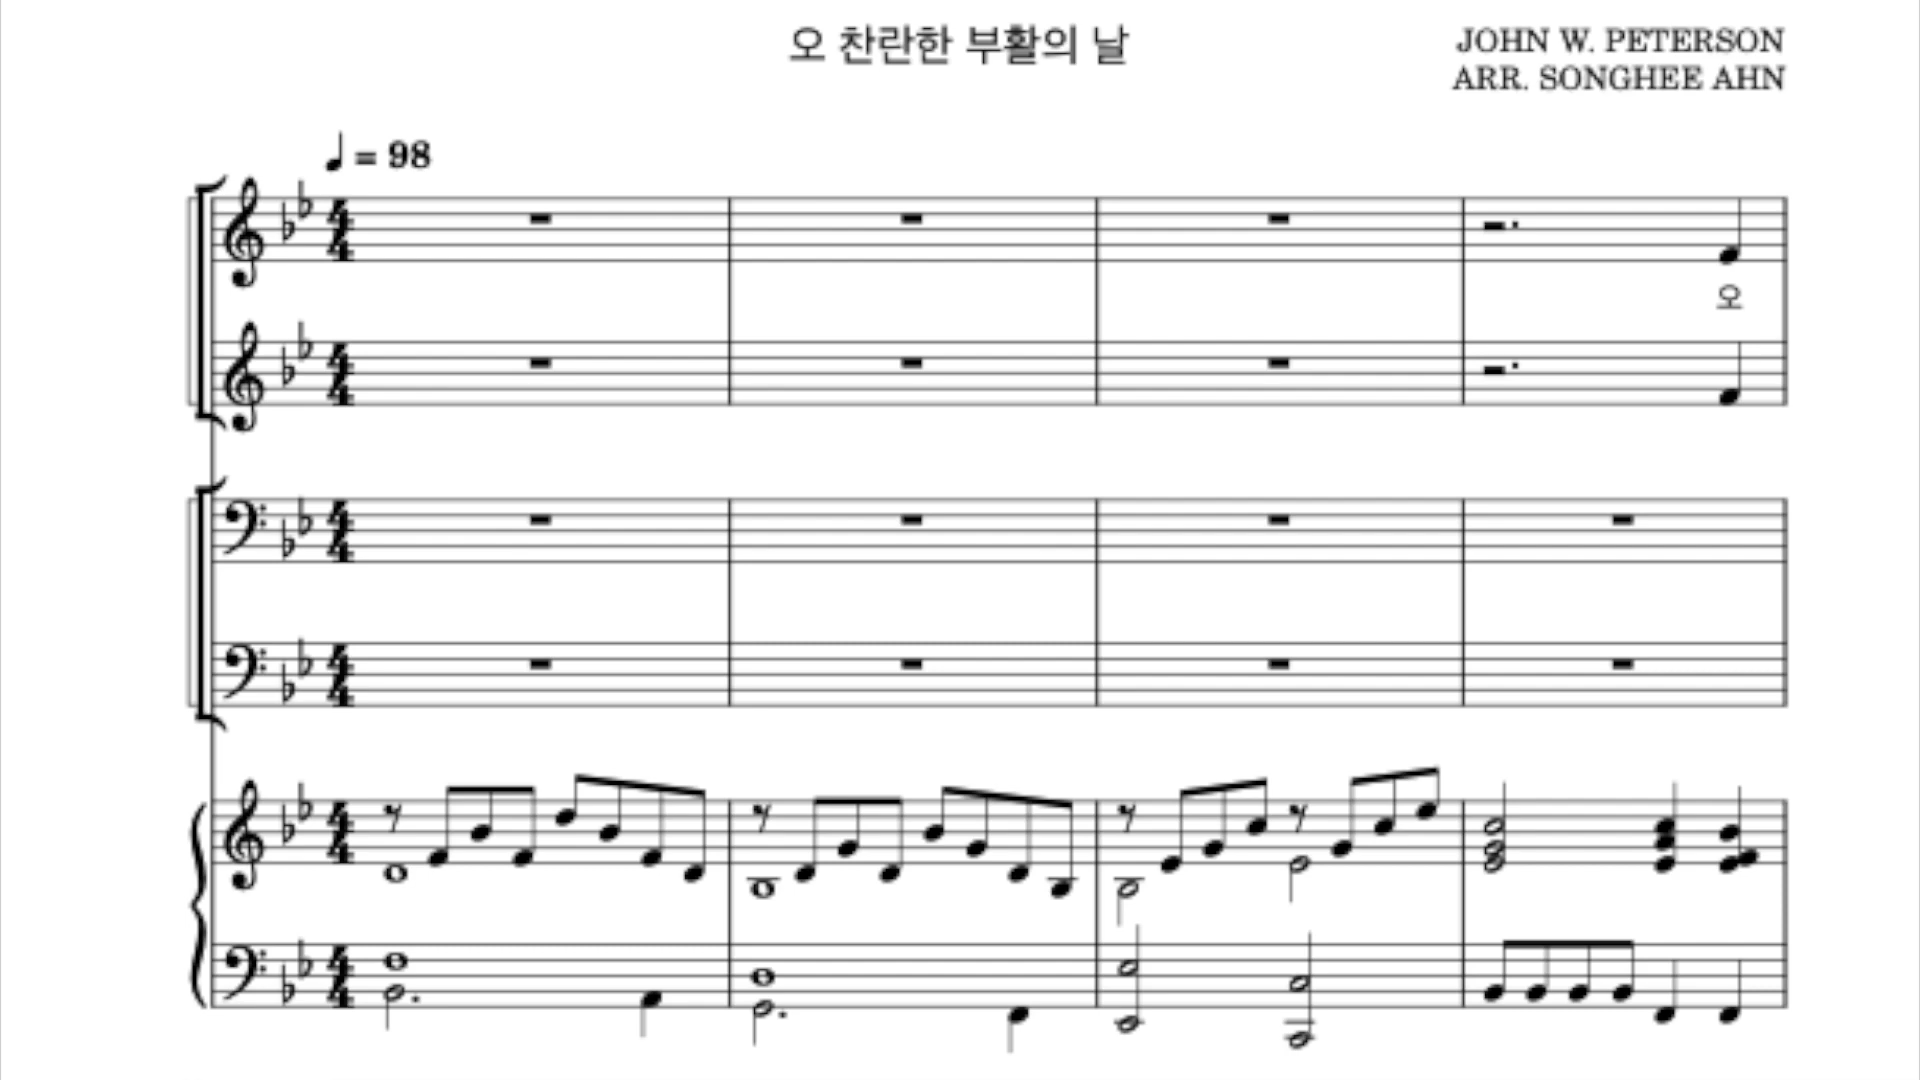 오 찬란한 부활의 날
JOHN W. PETERSON
ARR. SONGHEE AHN
♩ = 98
오